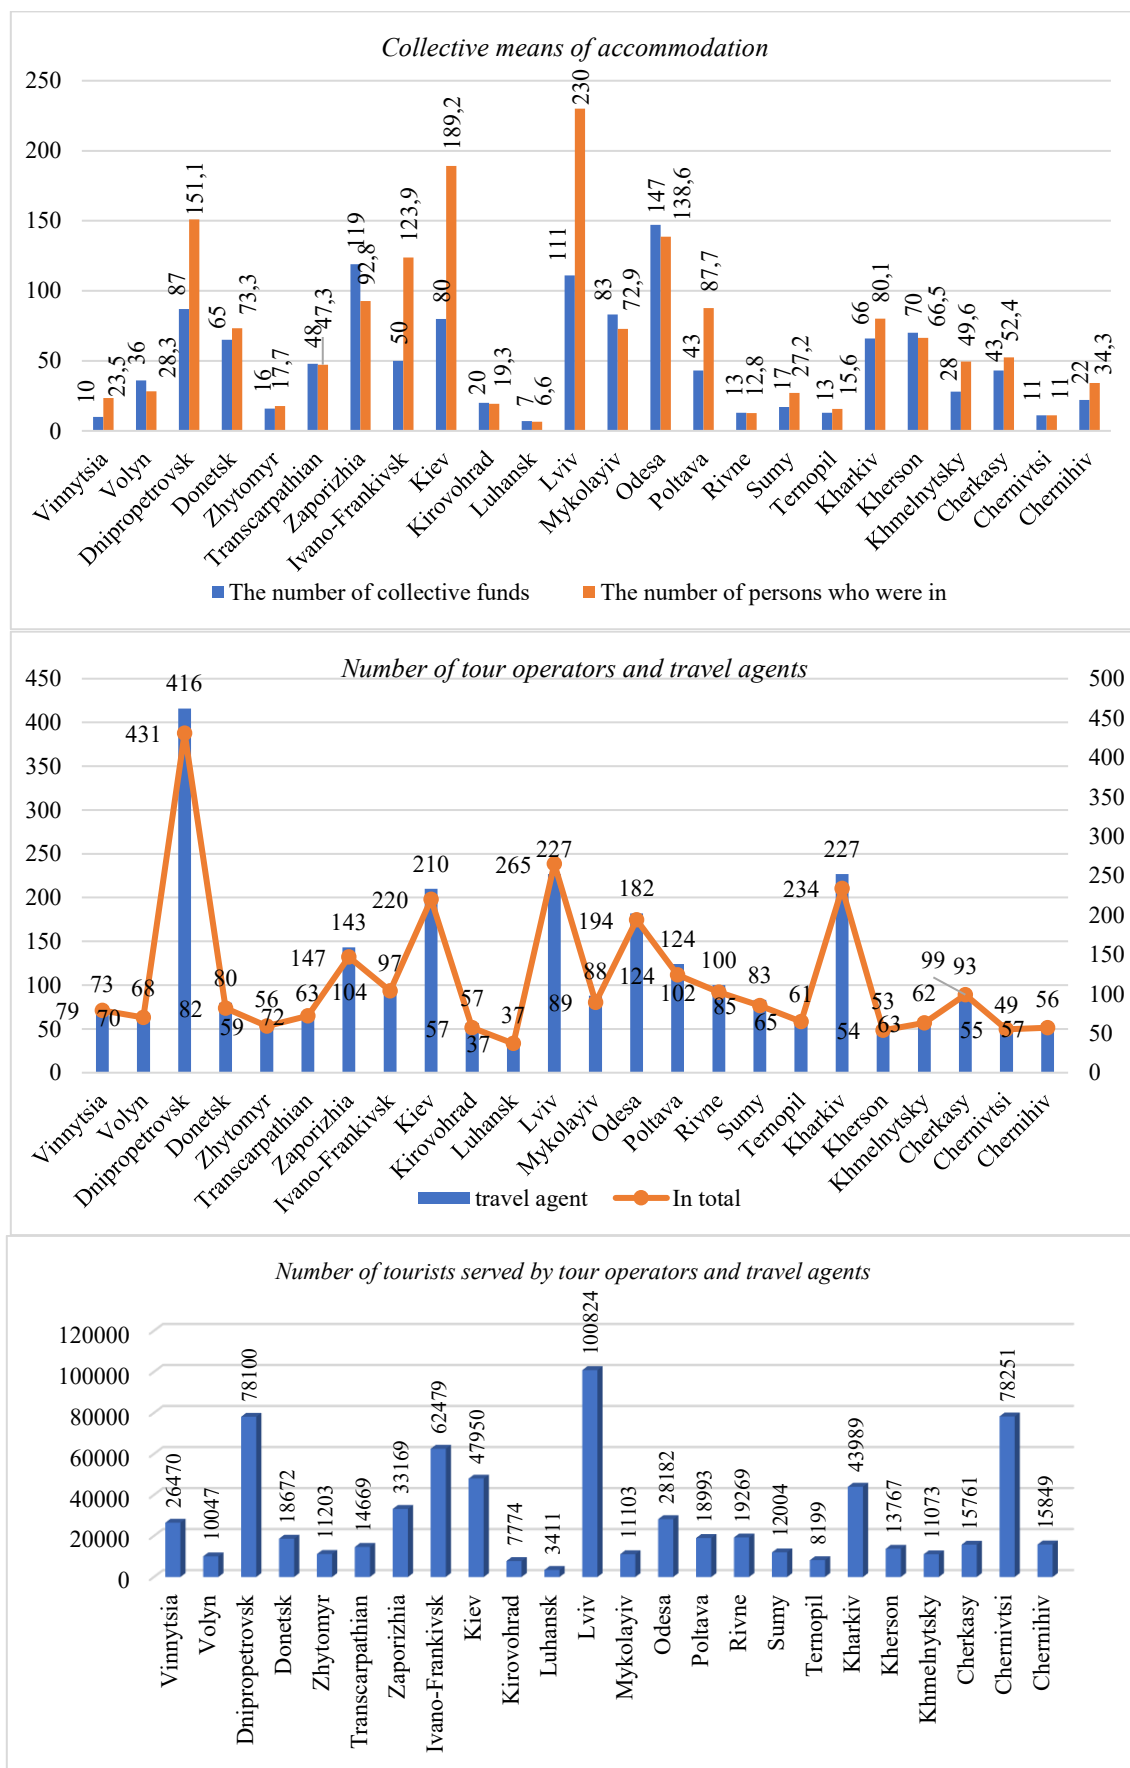 Collective means of accommodation
250
200
150
100
50
0
10
23,5
36
28,3
87
151,1
65
73,3
16
17,7
48
47,3
119
92,8
50
123,9
80
189,2
20
19,3
7
6,6
111
230
83
72,9
147
138,6
43
87,7
13
12,8
17
27,2
13
15,6
66
80,1
70
66,5
28
49,6
43
52,4
11
11
22
34,3
Vinnytsia
Volyn
Dnipropetrovsk
Donetsk
Zhytomyr
Transcarpathian
Zaporizhia
Ivano-Frankivsk
Kiev
Kirovohrad
Luhansk
Lviv
Mykolayiv
Odesa
Poltava
Rivne
Sumy
Ternopil
Kharkiv
Kherson
Khmelnytsky
Cherkasy
Chernivtsi
Chernihiv
The number of collective funds
The number of persons who were in
Number of tour operators and travel agents
450
400
350
300
250
200
150
100
50
0
500
450
400
350
300
250
200
150
100
50
0
73
79
68
70
416
431
80
82
56
59
63
72
143
147
97
104
210
220
57
57
37
37
227
265
88
89
182
194
124
124
100
102
83
85
61
65
227
234
53
54
62
63
93
99
49
55
56
57
Vinnytsia
Volyn
Dnipropetrovsk
Donetsk
Zhytomyr
Transcarpathian
Zaporizhia
Ivano-Frankivsk
Kiev
Kirovohrad
Luhansk
Lviv
Mykolayiv
Odesa
Poltava
Rivne
Sumy
Ternopil
Kharkiv
Kherson
Khmelnytsky
Cherkasy
Chernivtsi
Chernihiv
travel agent
In total
Number of tourists served by tour operators and travel agents
120000
100000
80000
60000
40000
20000
0
26470
10047
78100
18672
11203
14669
33169
62479
47950
7774
3411
100824
11103
28182
18993
19269
12004
8199
43989
13767
11073
15761
78251
15849
Vinnytsia
Volyn
Dnipropetrovsk
Donetsk
Zhytomyr
Transcarpathian
Zaporizhia
Ivano-Frankivsk
Kiev
Kirovohrad
Luhansk
Lviv
Mykolayiv
Odesa
Poltava
Rivne
Sumy
Ternopil
Kharkiv
Kherson
Khmelnytsky
Cherkasy
Chernivtsi
Chernihiv